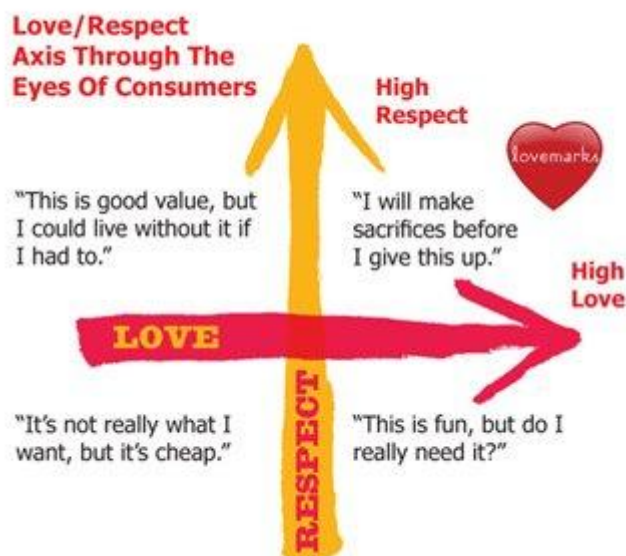 Love/Respect
Axis Through The
Eyes Of Consumers
High
Respect
lovemarks
“This is good value, but
I could live without it if
I had to.”
“I will make
sacrifices before
I give this up.”
High
Love
LOVE
“It’s not really what I
want, but it’s cheap.”
“This is fun, but do I
really need it?”
RESPECT